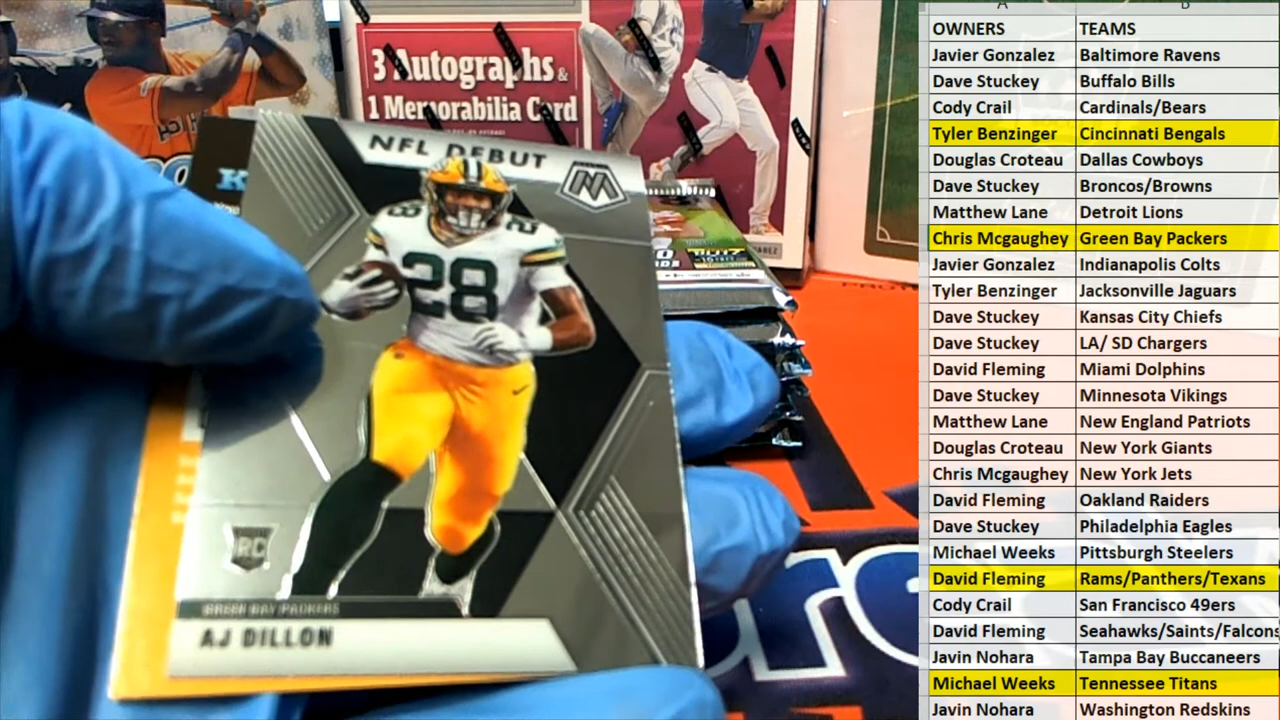 3 Autographs &
1 Memorabilia Card
NFL DEBUT
M
28
28
RC
GREEN BAY PACKERS
AJ DILLON
A B
OWNERS TEAMS
Javier Gonzalez Baltimore Ravens
Dave Stuckey Buffalo Bills
Cody Crail Cardinals/Bears
Tyler Benzinger Cincinnati Bengals
Douglas Croteau Dallas Cowboys
Dave Stuckey Broncos/Browns
Matthew Lane Detroit Lions
Chris Mcgaughey Green Bay Packers
Javier Gonzalez Indianapolis Colts
Tyler Benzinger Jacksonville Jaguars
Dave Stuckey Kansas City Chiefs
Dave Stuckey LA/ SD Chargers
David Fleming Miami Dolphins
Dave Stuckey Minnesota Vikings
Matthew Lane New England Patriots
Douglas Croteau New York Giants
Chris Mcgaughey New York Jets
David Fleming Oakland Raiders
Dave Stuckey Philadelphia Eagles
Michael Weeks Pittsburgh Steelers
David Fleming Rams/Panthers/Texans
Cody Crail San Francisco 49ers
David Fleming Seahawks/Saints/Falcons
Javin Nohara Tampa Bay Buccaneers
Michael Weeks Tennessee Titans
Javin Nohara Washington Redskins